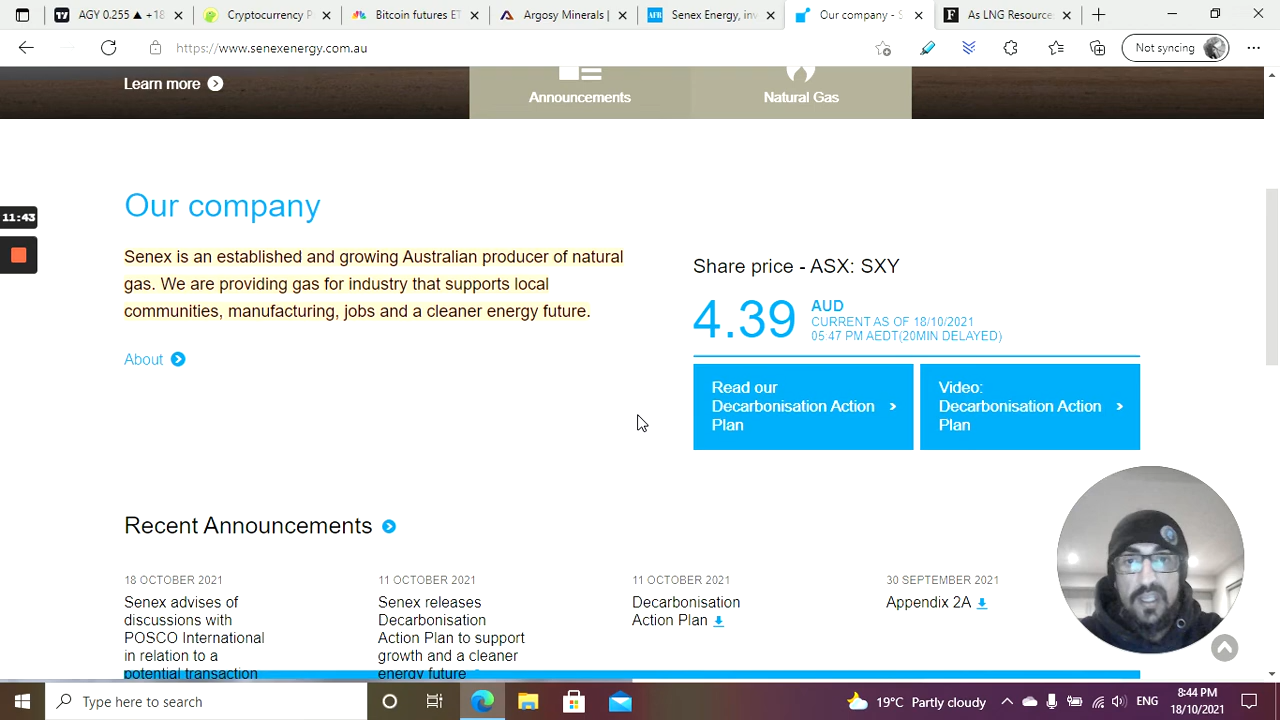 AGY 0.255 ▲ +18
Cryptocurrency P
Bitcoin futures ET
Argosy Minerals |
AFR
Senex Energy, inv
Our company - S
As LNG Resource
https://www.senexenergy.com.au
Not syncing
Learn more
Announcements
Natural Gas
11:43
Our company
Senex is an established and growing Australian producer of natural
gas. We are providing gas for industry that supports local
communities, manufacturing, jobs and a cleaner energy future.
About
Share price - ASX: SXY
4.39
AUD
CURRENT AS OF 18/10/2021
05 47 PM AEDT(20MIN DELAYED)
Read our
Decarbonisation Action
Plan
Video:
Decarbonisation Action
Plan
Recent Announcements
18 OCTOBER 2021
Senex advises of
discussions with
POSCO International
in relation to a
potential transaction
11 OCTOBER 2021
Senex releases
Decarbonisation
Action Plan to support
growth and a cleaner
energy future
11 OCTOBER 2021
Decarbonisation
Action Plan
30 SEPTEMBER 2021
Appendix 2A
Type here to search
19°C Partly cloudy
ENG
8:44 PM
18/10/2021